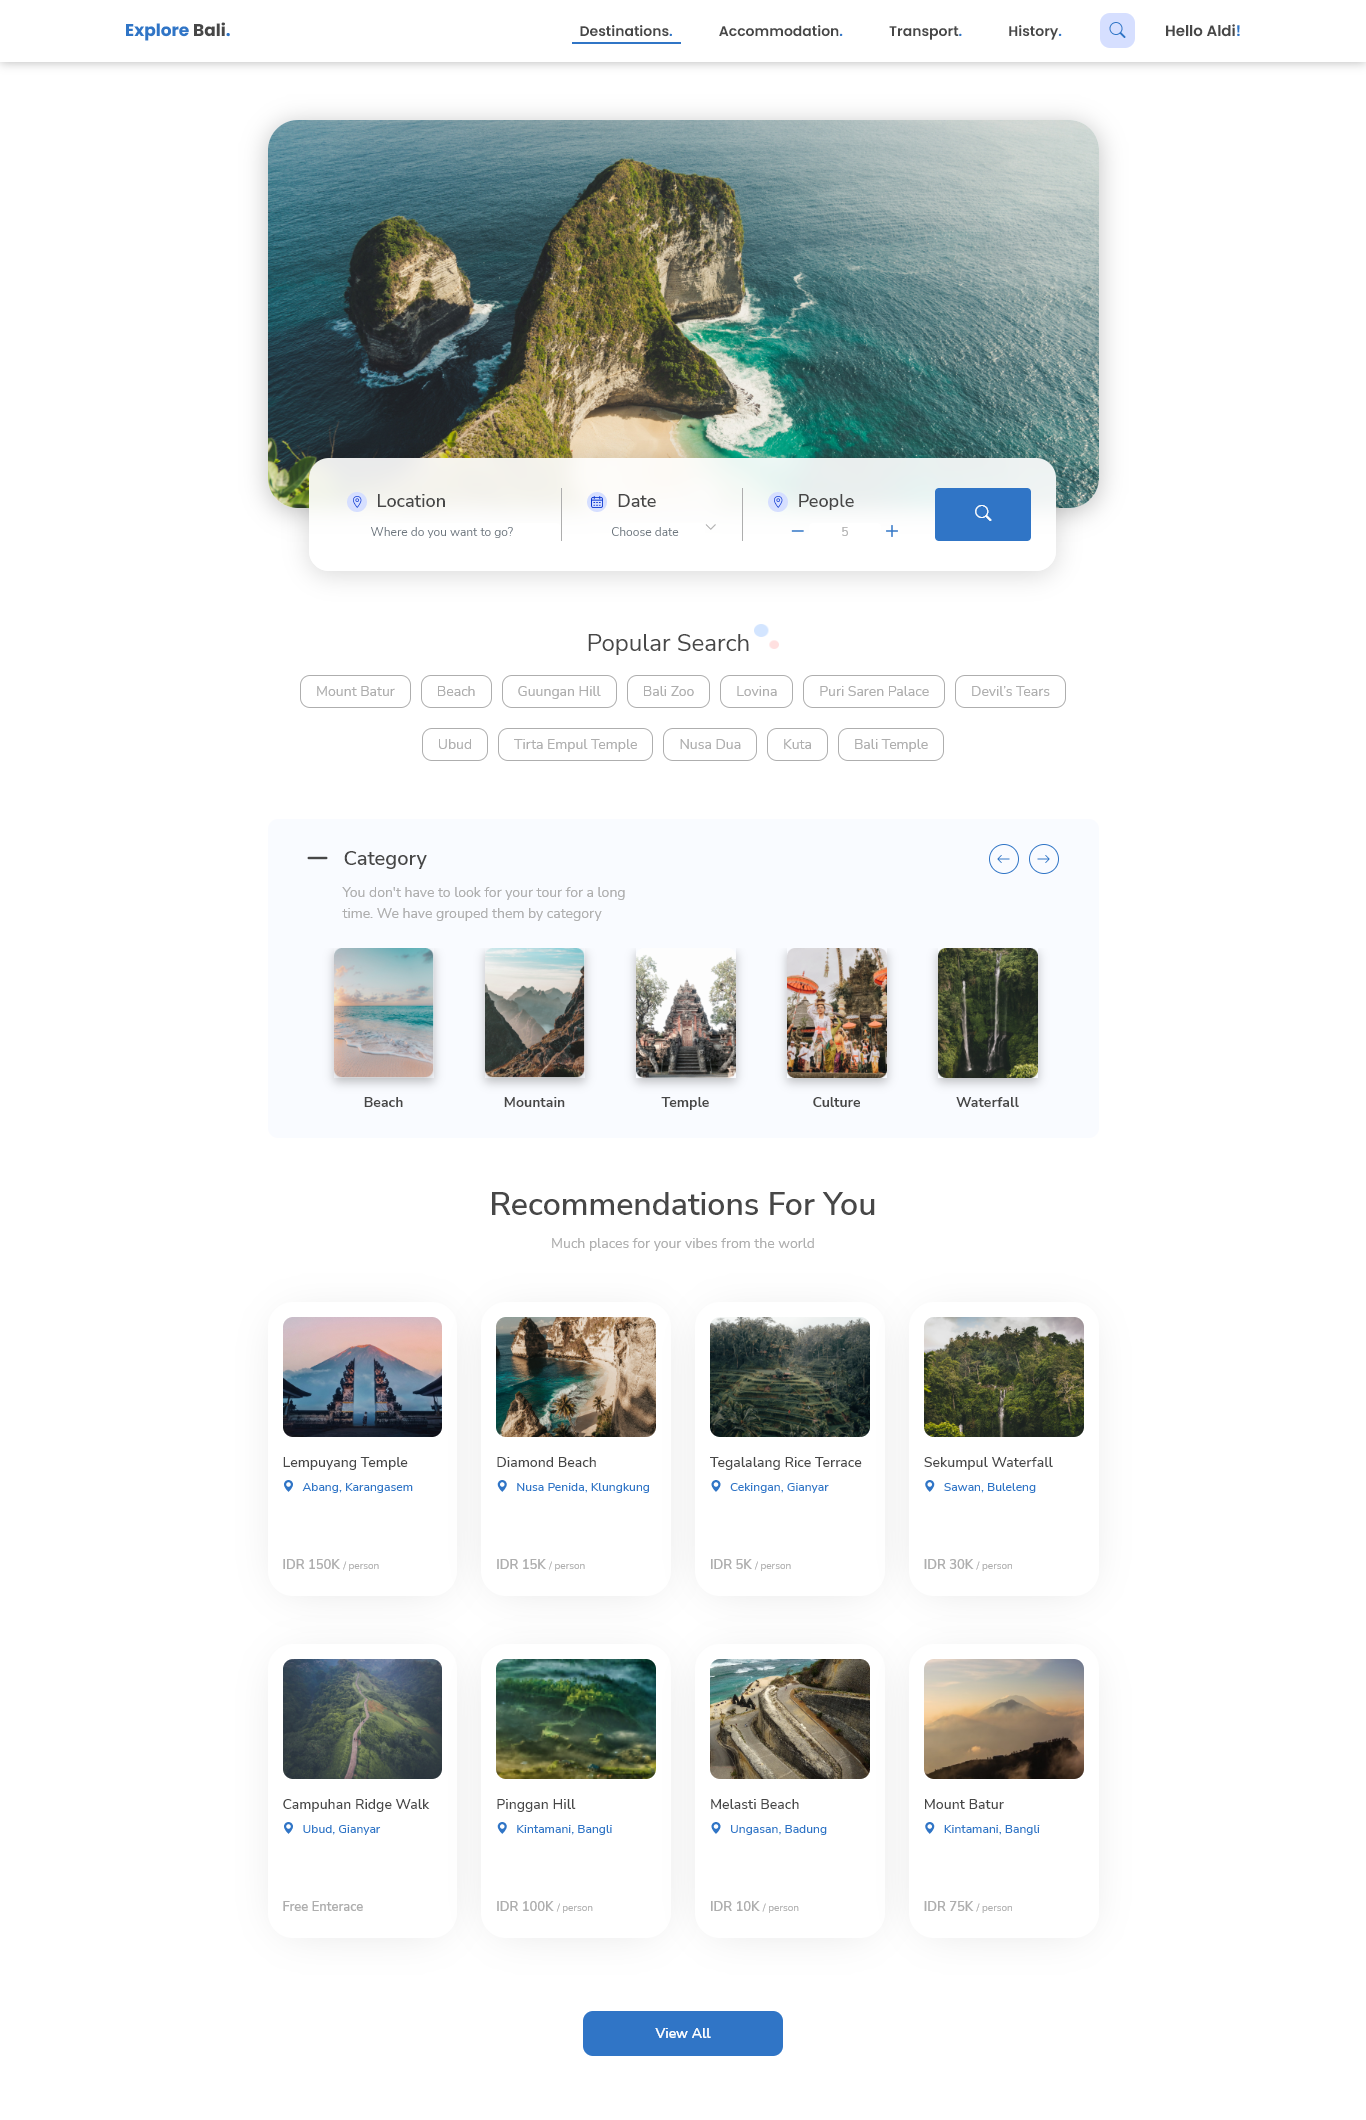 Explore Bali.
Destinations.
Accommodation.
Transport.
History.
Hello Aldi!
Location
Where do you want to go?
Date
Choose date
People
5
Popular Search
Mount Batur
Beach
Guungan Hill
Bali Zoo
Lovina
Puri Saren Palace
Devil's Tears
Ubud
Tirta Empul Temple
Nusa Dua
Kuta
Bali Temple
Category
You don't have to look for your tour for a long
time. We have grouped them by category
Beach
Mountain
Temple
Culture
Waterfall
Recommendations For You
Much places for your vibes from the world
Lempuyang Temple
Abang, Karangasem
IDR 150K / person
Diamond Beach
Nusa Penida, Klungkung
IDR 15K / person
Tegalalang Rice Terrace
Cekingan, Gianyar
IDR 5K / person
Sekumpul Waterfall
Sawan, Buleleng
IDR 30K / person
Campuhan Ridge Walk
Ubud, Gianyar
Free Enterace
Pinggan Hill
Kintamani, Bangli
IDR 100K / person
Melasti Beach
Ungasan, Badung
IDR 10K / person
Mount Batur
Kintamani, Bangli
IDR 75K / person
View All